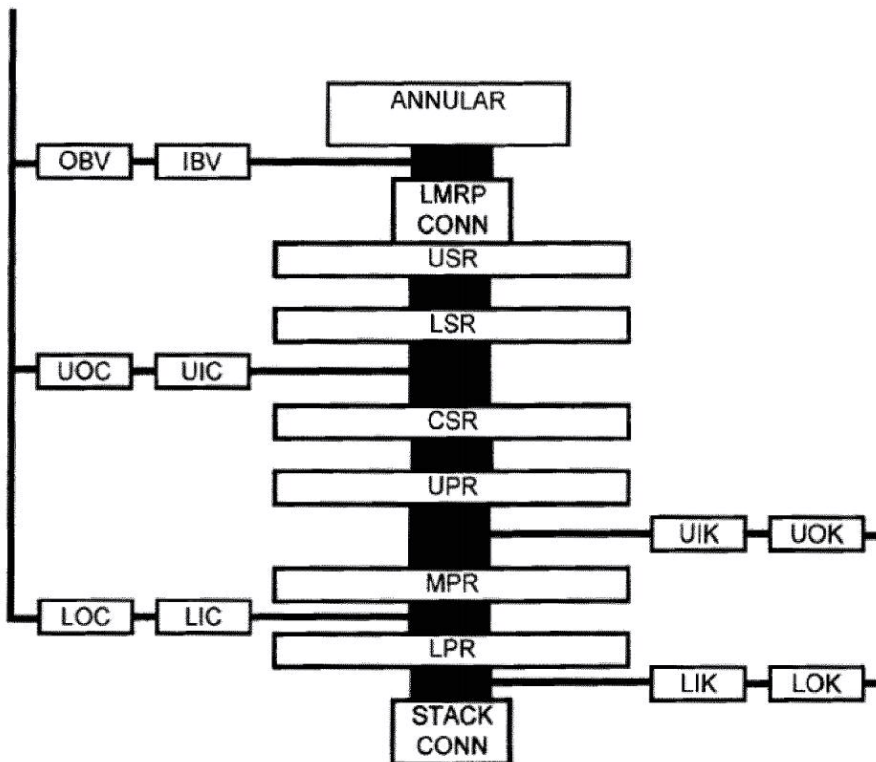 ANNULAR
OBV IBV
LMRP
CONN
USR
LSR
UOC UIC
CSR
UPR
UIK UOK
MPR
LOC LIC
LPR
LIK LOK
STACK
CONN